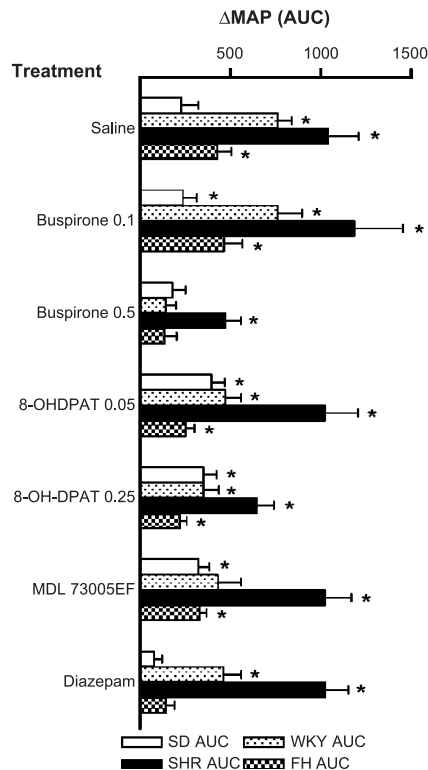 ΔMAP (AUC)
500 1000 1500
Treatment
Saline
* * *
Buspirone 0.1
* * * *
Buspirone 0.5
*
8-OHDPAT 0.05
* * * *
8-OH-DPAT 0.25
* * * *
MDL 73005EF
* * *
Diazepam
* *
SD AUC WKY AUC
SHR AUC FH AUC